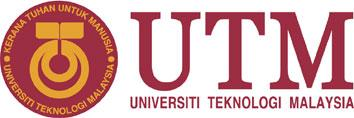 • KERANA TUHAN UNTUK MANUSIA •
UNIVERSITI TEKNOLOGI MALAYSIA
UTM
UNIVERSITI TEKNOLOGI MALAYSIA